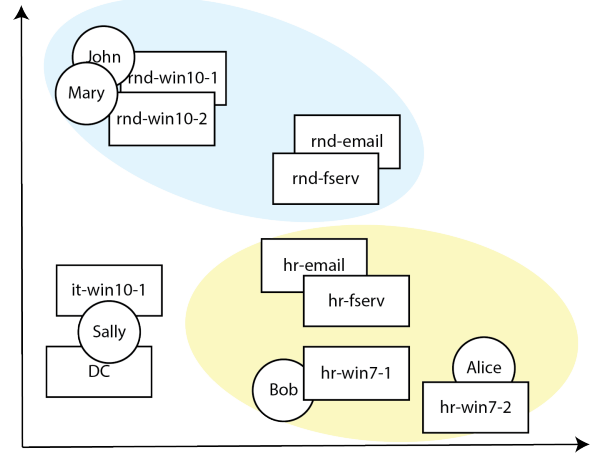 John
rnd-win10-1
Mary
rnd-win10-2
rnd-email
rnd-fserv
hr-email
it-win10-1
hr-fserv
Sally
DC
hr-win7-1
Alice
Bob
hr-win7-2